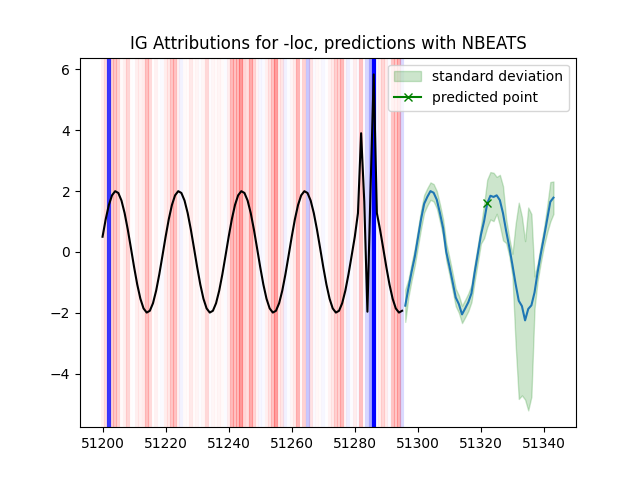 IG Attributions for -loc, predictions with NBEATS
standard deviation
predicted point
6
4
2
0
−2
−4
51200 51220 51240 51260 51280 51300 51320 51340